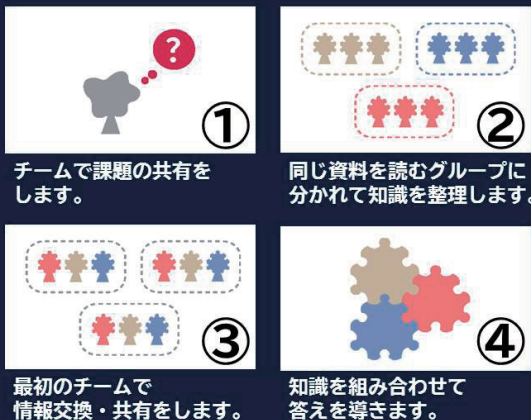 ?
①
チームで課題の共有を
します。
②
同じ資料を読むグループに
分かれて知識を整理します。
③
最初のチームで
情報交換・共有をします。
④
知識を組み合わせて
答えを導きます。